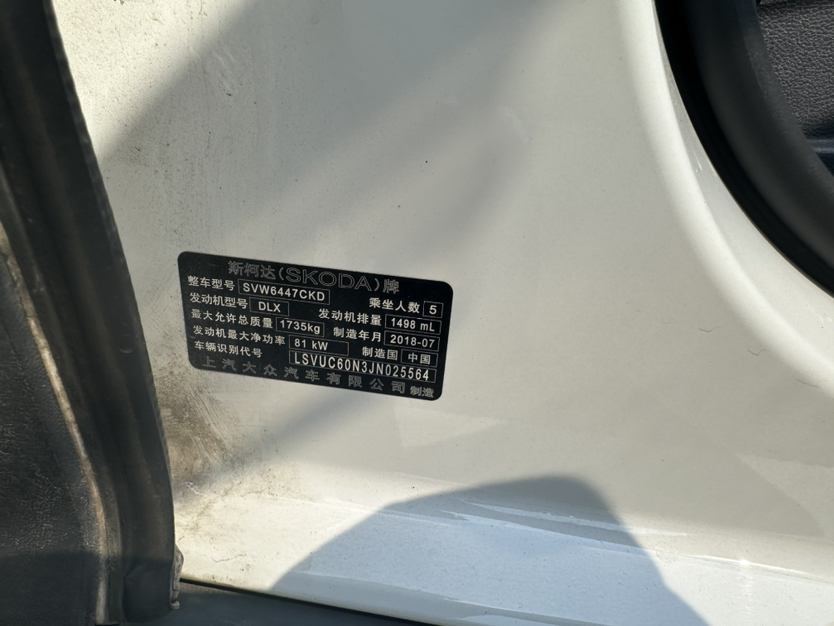 斯柯达(SKODA)牌
整车型号 SVW6447CKD 乘坐人数 5
发动机型号 DLX 发动机排量 1498 mL
最大允许总质量 1735kg 制造年月 2018-07
发动机最大净功率 81 kW 制造国 中国
车辆识别代号 LSVUC60N3JN025564
上汽大众汽车有限公司 制造